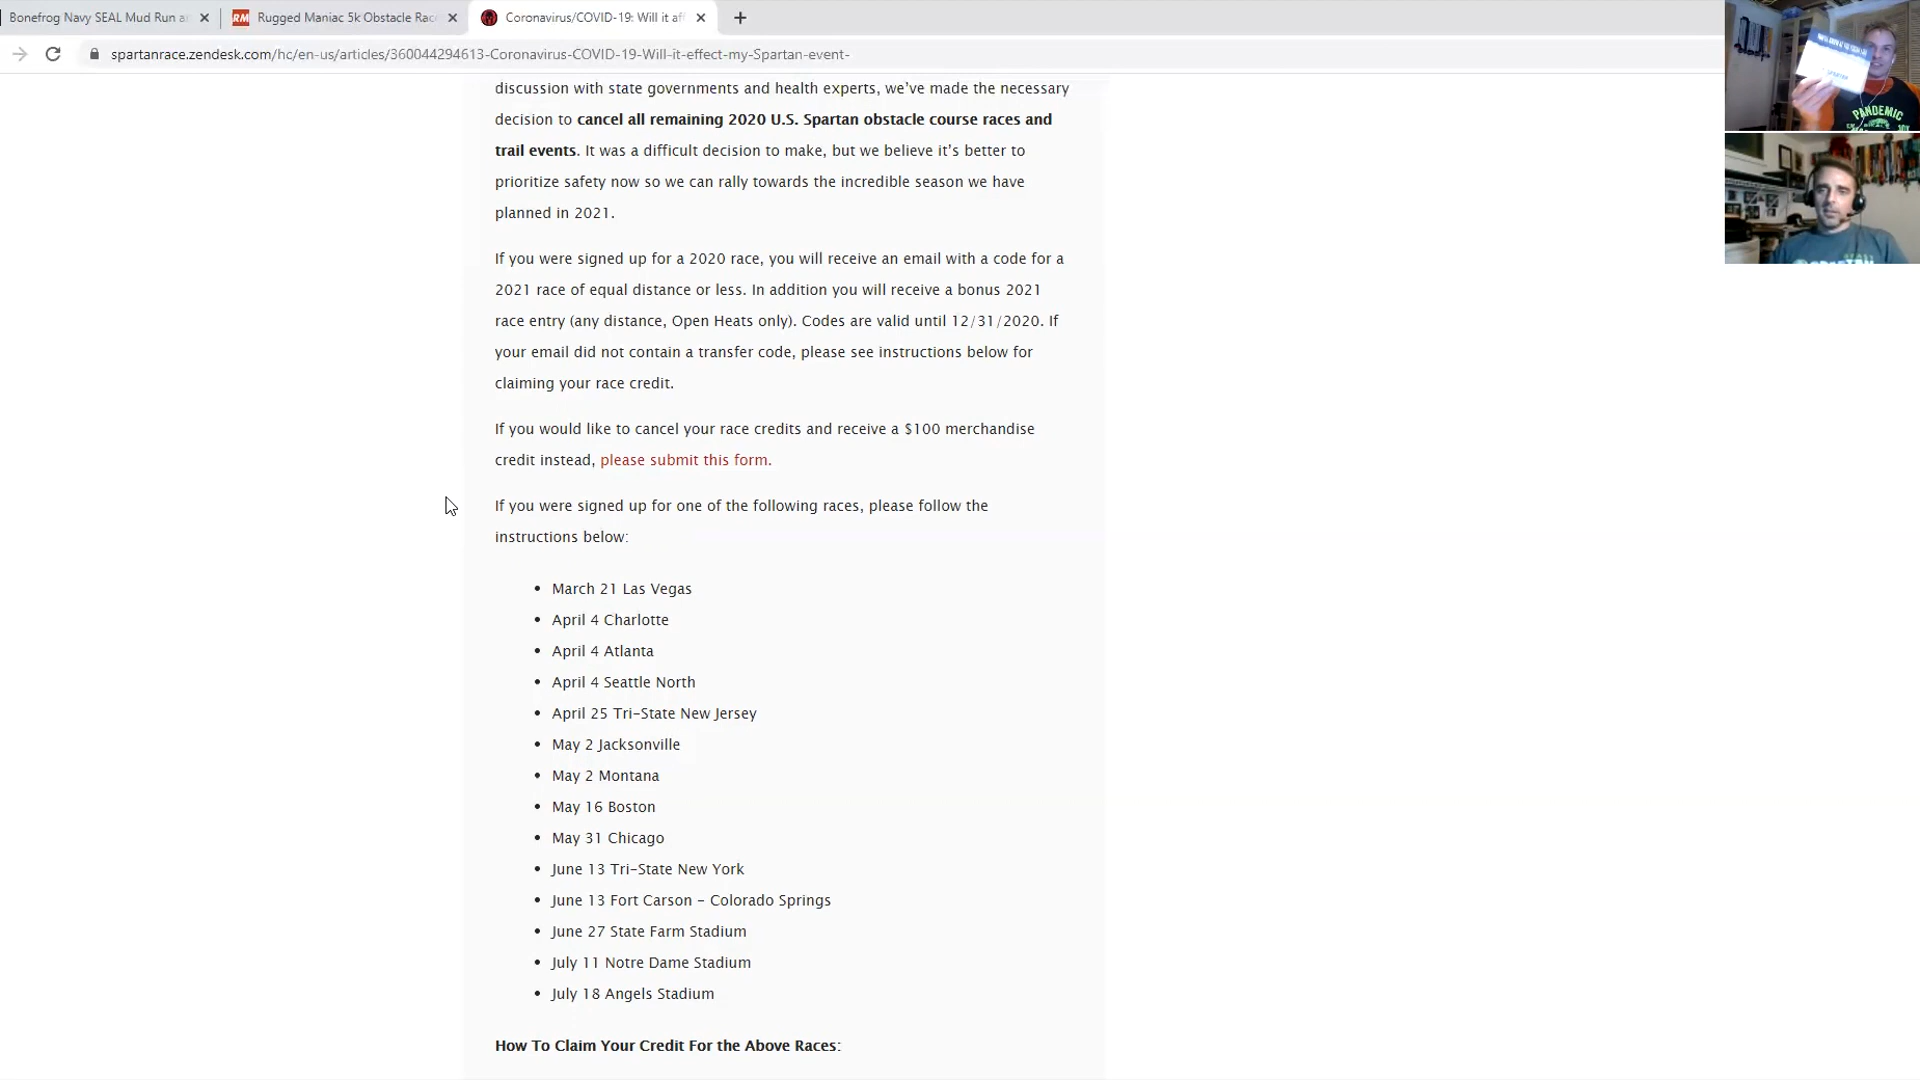 Bonefrog Navy SEAL Mud Run a
RM Rugged Maniac 5k Obstacle Rac
Coronavirus/COVID-19: Will it af
spartanrace.zendesk.com/hc/en-us/articles/360044294613-Coronavirus-COVID-19-Will-it-effect-my-Spartan-event-
discussion with state governments and health experts, we've made the necessary
decision to cancel all remaining 2020 U.S. Spartan obstacle course races and
trail events. It was a difficult decision to make, but we believe it's better to
prioritize safety now so we can rally towards the incredible season we have
planned in 2021.
If you were signed up for a 2020 race, you will receive an email with a code for a
2021 race of equal distance or less. In addition you will receive a bonus 2021
race entry (any distance, Open Heats only). Codes are valid until 12/31/2020. If
your email did not contain a transfer code, please see instructions below for
claiming your race credit.
If you would like to cancel your race credits and receive a $100 merchandise
credit instead, please submit this form.
If you were signed up for one of the following races, please follow the
instructions below:
• March 21 Las Vegas
• April 4 Charlotte
• April 4 Atlanta
• April 4 Seattle North
• April 25 Tri-State New Jersey
• May 2 Jacksonville
• May 2 Montana
• May 16 Boston
• May 31 Chicago
• June 13 Tri-State New York
• June 13 Fort Carson – Colorado Springs
• June 27 State Farm Stadium
• July 11 Notre Dame Stadium
• July 18 Angels Stadium
How To Claim Your Credit For the Above Races:
PANDEMIC
SPARTAN